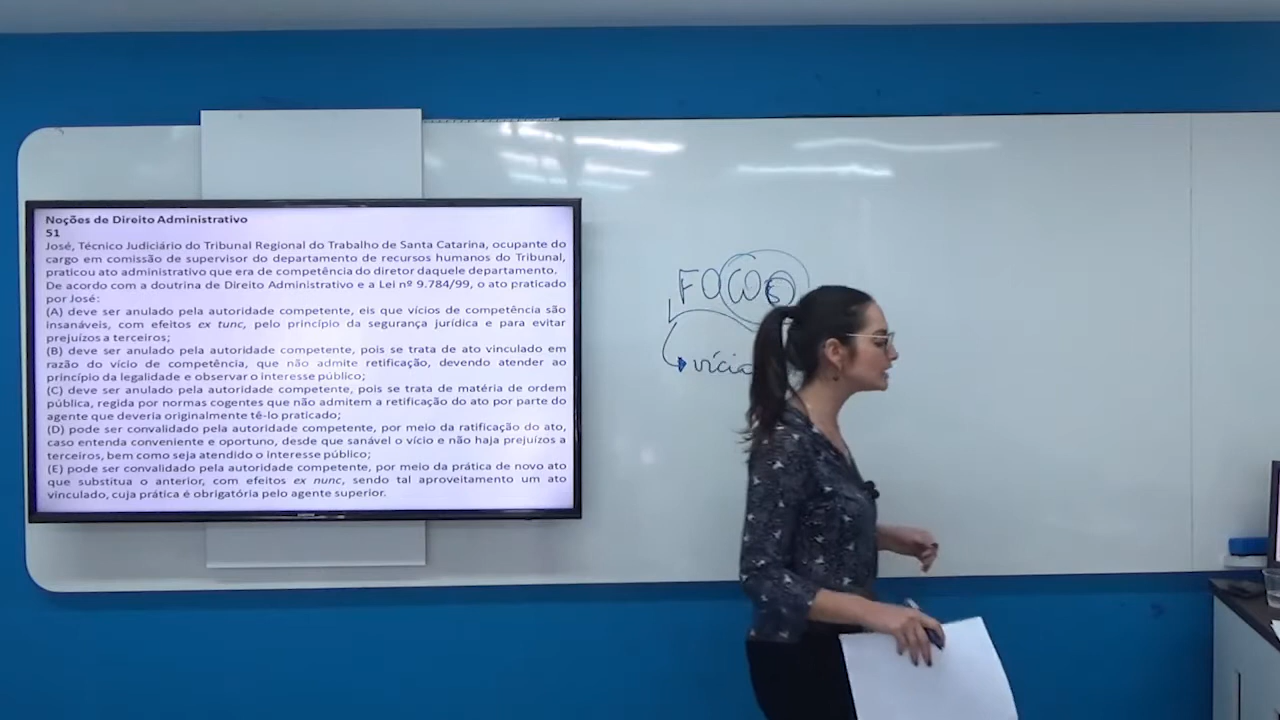 Noções de Direito Administrativo
51
José, Técnico Judiciário do Tribunal Regional do Trabalho de Santa Catarina, ocupante do
cargo em comissão de supervisor do departamento de recursos humanos do Tribunal,
praticou ato administrativo que era de competência do diretor daquele departamento.
De acordo com a doutrina de Direito Administrativo e a Lei nº 9.784/99, o ato praticado
por José:
(A) deve ser anulado pela autoridade competente, eis que vícios de competência são
insanáveis, com efeitos ex tunc, pelo princípio da segurança jurídica e para evitar
prejuízos a terceiros;
(B) deve ser anulado pela autoridade competente, pois se trata de ato vinculado em
razão do vício de competência, que não admite retificação, devendo atender ao
princípio da legalidade e observar o interesse público;
(C) deve ser anulado pela autoridade competente, pois se trata de matéria de ordem
pública, regida por normas cogentes que não admitem a retificação do ato por parte do
agente que deveria originalmente tê-lo praticado;
(D) pode ser convalidado pela autoridade competente, por meio da ratificação do ato,
caso entenda conveniente e oportuno, desde que sanável o vício e não haja prejuízos a
terceiros, bem como seja atendido o interesse público;
(E) pode ser convalidado pela autoridade competente, por meio da prática de novo ato
que substitua o anterior, com efeitos ex nunc, sendo tal aproveitamento um ato
vinculado, cuja prática é obrigatória pelo agente superior.
víci